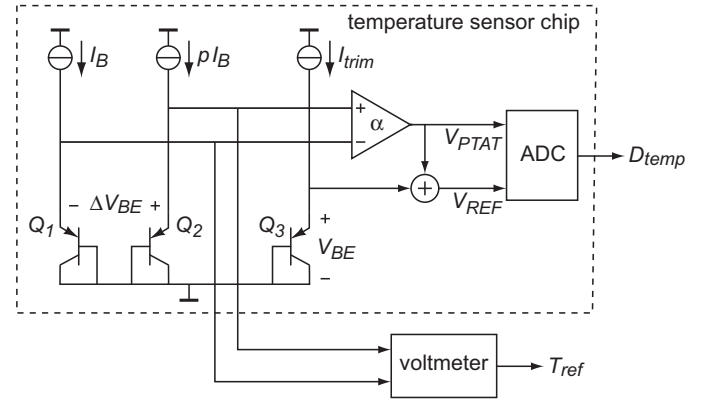 temperature sensor chip
I_B
pI_B
I_trim
+
α
−
V_PTAT
ADC
D_temp
+
V_REF
− ΔV_BE +
Q_1
Q_2
Q_3
+
V_BE
−
voltmeter
T_ref